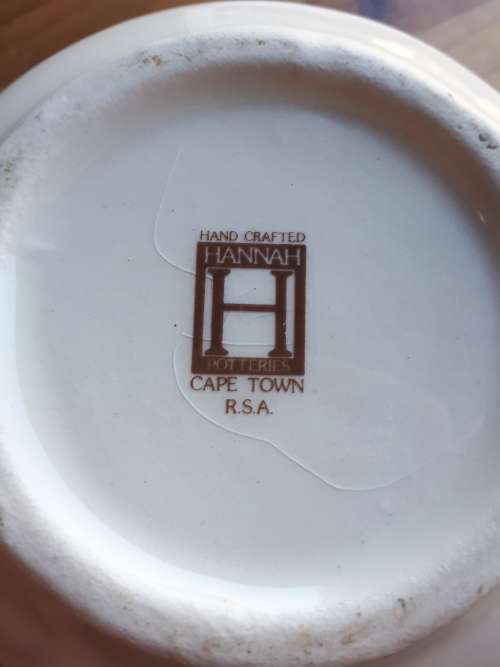 HAND CRAFTED
HANNAH
H
POTTERIES
CAPE TOWN
R.S.A.